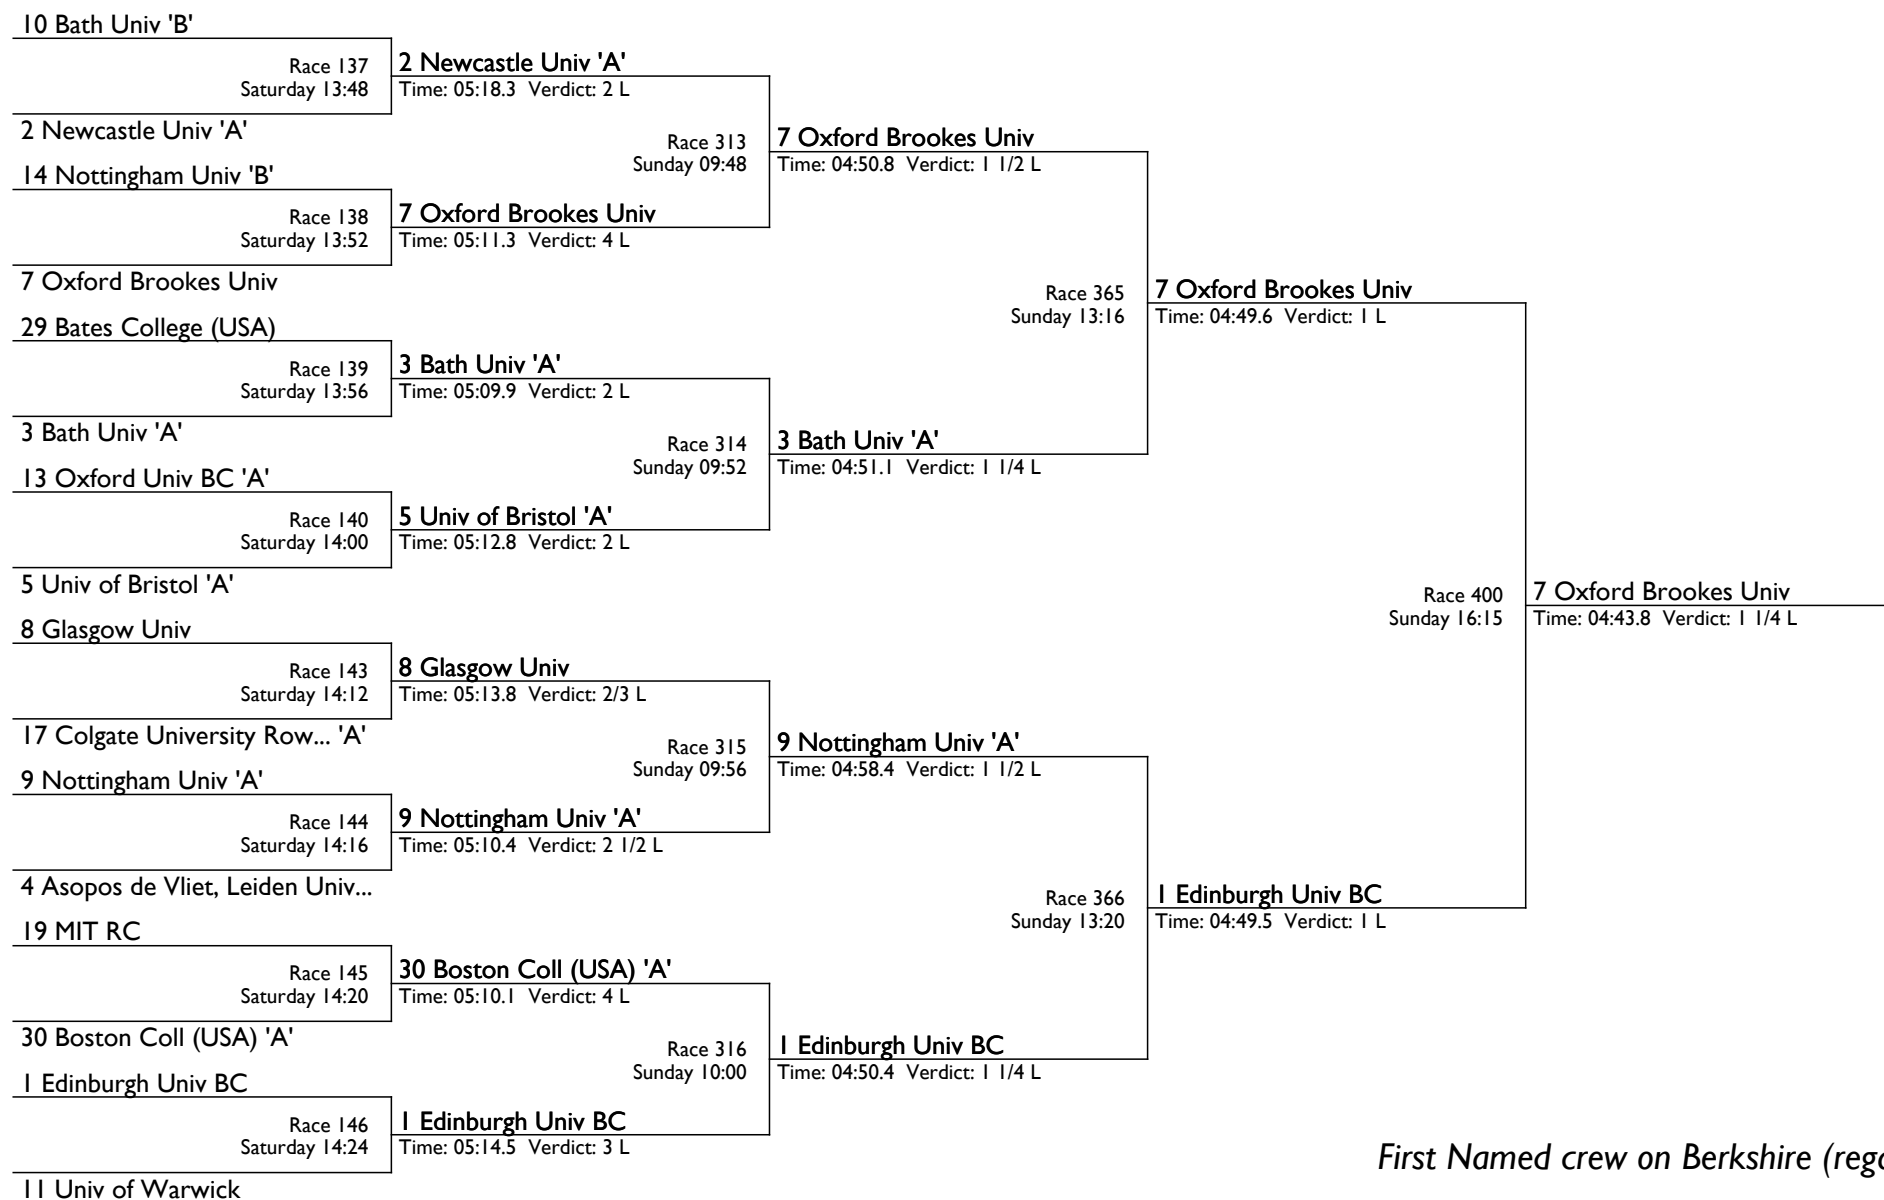 10 Bath Univ 'B'
Race 137
Saturday 13:48
2 Newcastle Univ 'A'
Time: 05:18.3 Verdict: 2 L
2 Newcastle Univ 'A'
Race 313
Sunday 09:48
7 Oxford Brookes Univ
Time: 04:50.8 Verdict: 1 1/2 L
14 Nottingham Univ 'B'
Race 138
Saturday 13:52
7 Oxford Brookes Univ
Time: 05:11.3 Verdict: 4 L
7 Oxford Brookes Univ
Race 365
Sunday 13:16
7 Oxford Brookes Univ
Time: 04:49.6 Verdict: 1 L
29 Bates College (USA)
Race 139
Saturday 13:56
3 Bath Univ 'A'
Time: 05:09.9 Verdict: 2 L
3 Bath Univ 'A'
Race 314
Sunday 09:52
3 Bath Univ 'A'
Time: 04:51.1 Verdict: 1 1/4 L
13 Oxford Univ BC 'A'
Race 140
Saturday 14:00
5 Univ of Bristol 'A'
Time: 05:12.8 Verdict: 2 L
5 Univ of Bristol 'A'
Race 400
Sunday 16:15
7 Oxford Brookes Univ
Time: 04:43.8 Verdict: 1 1/4 L
8 Glasgow Univ
Race 143
Saturday 14:12
8 Glasgow Univ
Time: 05:13.8 Verdict: 2/3 L
17 Colgate University Row... 'A'
Race 315
Sunday 09:56
9 Nottingham Univ 'A'
Time: 04:58.4 Verdict: 1 1/2 L
9 Nottingham Univ 'A'
Race 144
Saturday 14:16
9 Nottingham Univ 'A'
Time: 05:10.4 Verdict: 2 1/2 L
4 Asopos de Vliet, Leiden Univ...
Race 366
Sunday 13:20
1 Edinburgh Univ BC
Time: 04:49.5 Verdict: 1 L
19 MIT RC
Race 145
Saturday 14:20
30 Boston Coll (USA) 'A'
Time: 05:10.1 Verdict: 4 L
30 Boston Coll (USA) 'A'
Race 316
Sunday 10:00
1 Edinburgh Univ BC
Time: 04:50.4 Verdict: 1 1/4 L
1 Edinburgh Univ BC
Race 146
Saturday 14:24
1 Edinburgh Univ BC
Time: 05:14.5 Verdict: 3 L
11 Univ of Warwick
First Named crew on Berkshire